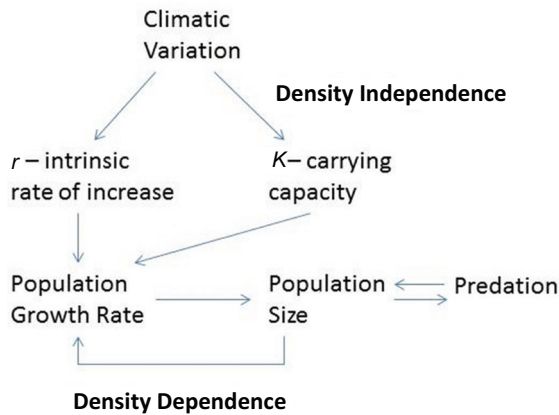 Climatic
Variation
Density Independence
r – intrinsic
rate of increase
K– carrying
capacity
Population
Growth Rate
Population
Size
Predation
Density Dependence